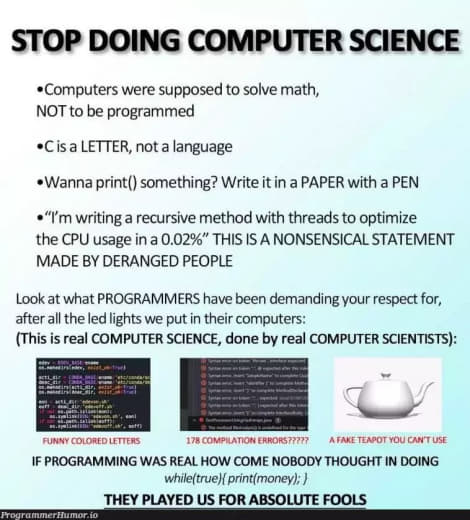 STOP DOING COMPUTER SCIENCE
•Computers were supposed to solve math,
NOT to be programmed
•C is a LETTER, not a language
•Wanna print() something? Write it in a PAPER with a PEN
•“I’m writing a recursive method with threads to optimize
the CPU usage in a 0.02%” THIS IS A NONSENSICAL STATEMENT
MADE BY DERANGED PEOPLE
Look at what PROGRAMMERS have been demanding your respect for,
after all the led lights we put in their computers:
(This is real COMPUTER SCIENCE, done by real COMPUTER SCIENTISTS):
FUNNY COLORED LETTERS
178 COMPILATION ERRORS?????
A FAKE TEAPOT YOU CAN'T USE
IF PROGRAMMING WAS REAL HOW COME NOBODY THOUGHT IN DOING
while(true){ print(money); }
THEY PLAYED US FOR ABSOLUTE FOOLS
ProgrammerHumor.io